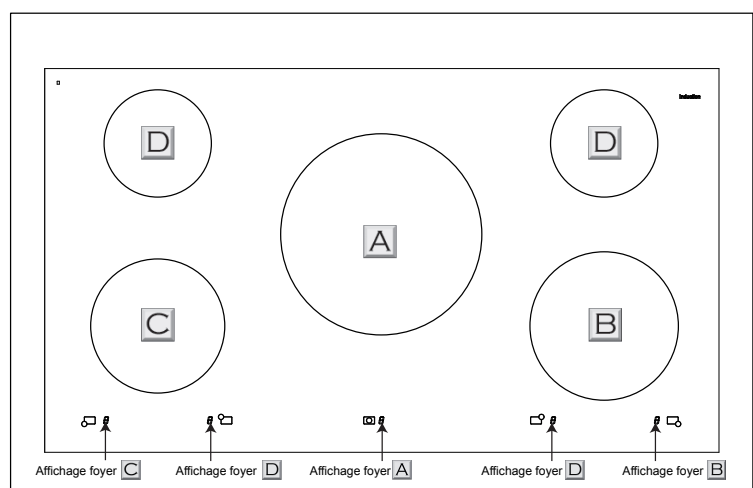 Induction
D D
A
C B
Affichage foyer C Affichage foyer D Affichage foyer A Affichage foyer D Affichage foyer B